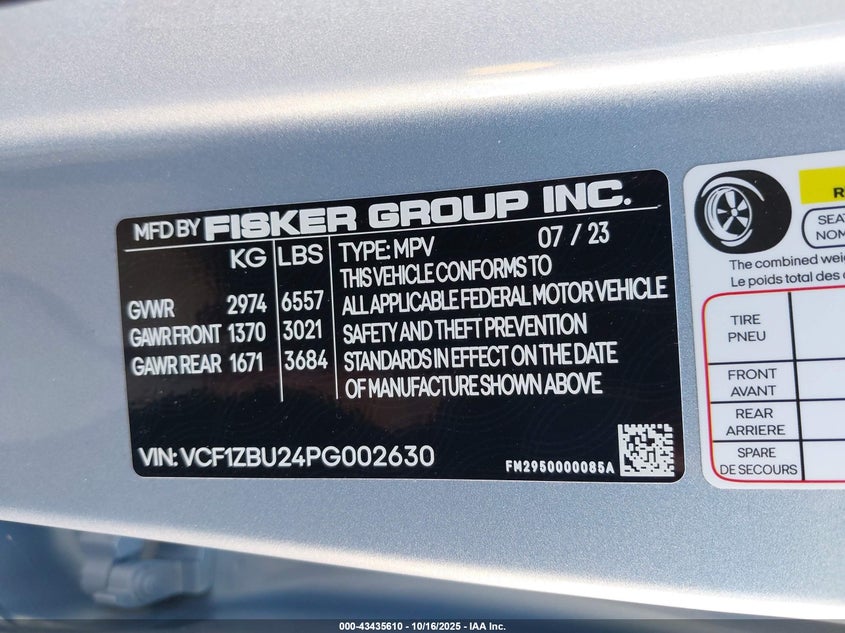 MFD BY FISKER GROUP INC.
KG LBS TYPE: MPV 07 / 23
THIS VEHICLE CONFORMS TO
GVWR 2974 6557 ALL APPLICABLE FEDERAL MOTOR VEHICLE
GAWR FRONT 1370 3021 SAFETY AND THEFT PREVENTION
GAWR REAR 1671 3684 STANDARDS IN EFFECT ON THE DATE
OF MANUFACTURE SHOWN ABOVE
VIN: VCF1ZBU24PG002630
FM2950000085A
SEAT
The combined
Le poids total des
TIRE
PNEU
FRONT
AVANT
REAR
ARRIERE
SPARE
DE SECOURS
000-43435610 - 10/16/2025 - IAA Inc.